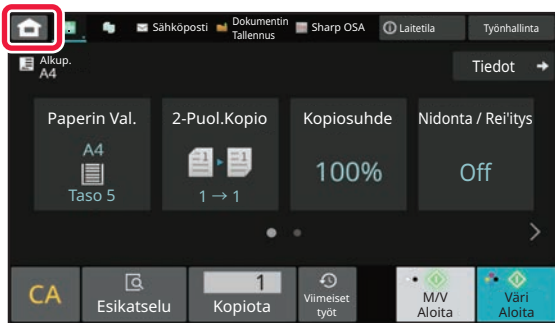 Sähköposti
Dokumentin
Tallennus
Sharp OSA
Laitetila
Työnhallinta
Alkup.
A4
Tiedot
Paperin Val.
A4
Taso 5
2-Puol.Kopio
1 → 1
Kopiosuhde
100%
Nidonta / Rei'itys
Off
CA
Esikatselu
1
Kopiota
Viimeiset
työt
M/V
Aloita
Väri
Aloita